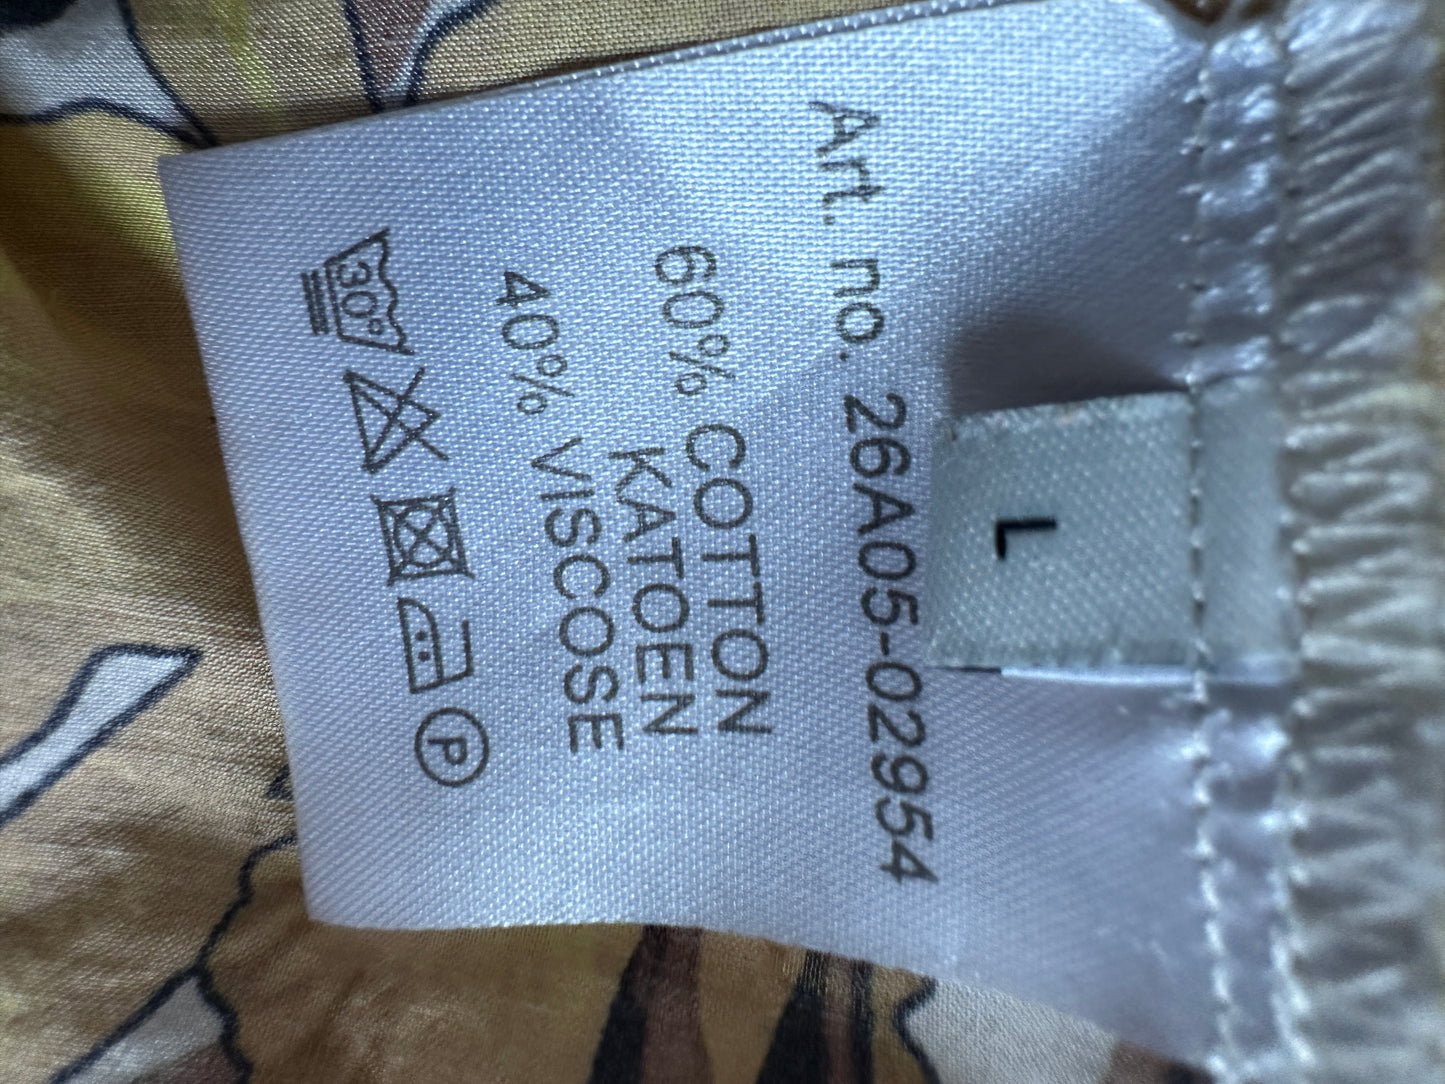 L
Art. no. 26A05-02954
60% COTTON
KATOEN
40% VISCOSE
30°
P